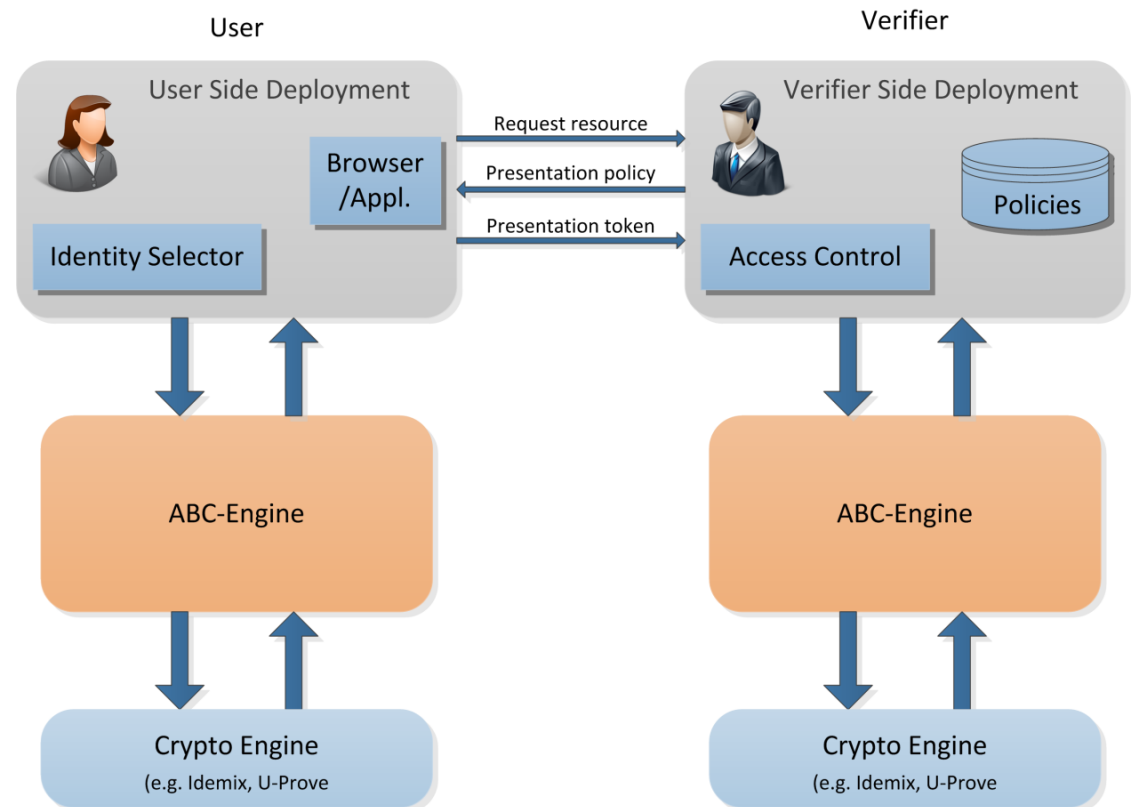 User
Verifier
User Side Deployment
Verifier Side Deployment
Request resource
Browser
/Appl.
Presentation policy
Policies
Presentation token
Identity Selector
Access Control
ABC-Engine
ABC-Engine
Crypto Engine
(e.g. Idemix, U-Prove
Crypto Engine
(e.g. Idemix, U-Prove